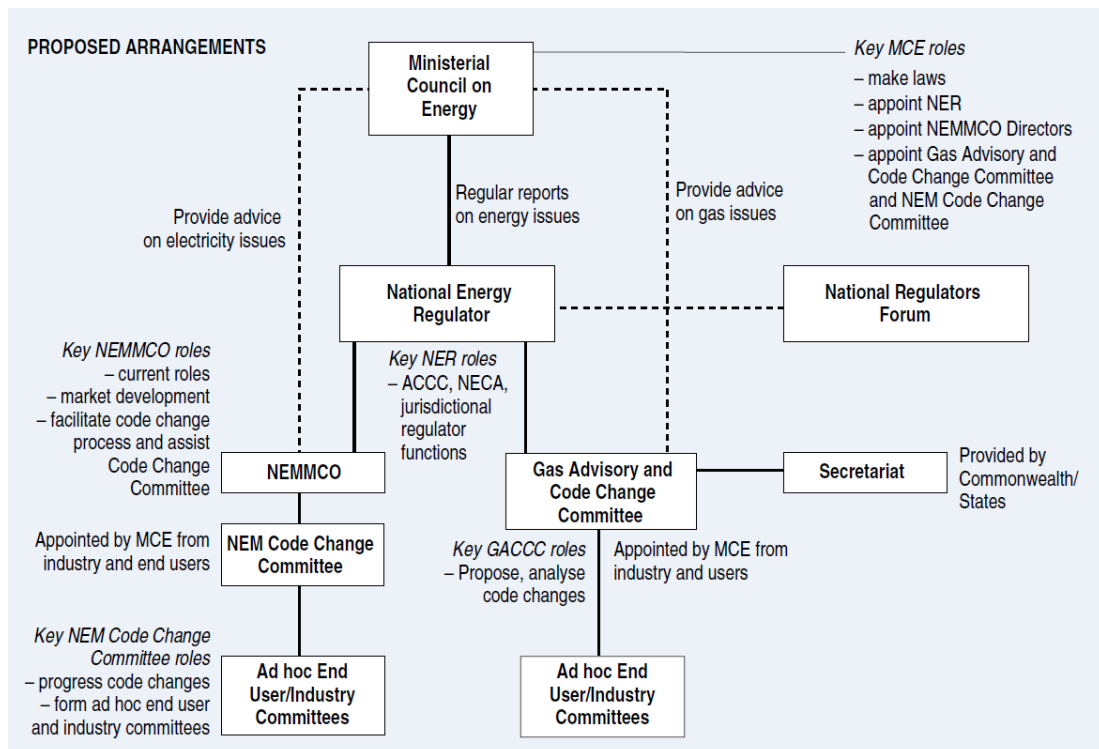 PROPOSED ARRANGEMENTS
Ministerial
Council on
Energy
Key MCE roles
– make laws
– appoint NER
– appoint NEMMCO Directors
– appoint Gas Advisory and
Code Change Committee
and NEM Code Change
Committee
Provide advice
on electricity issues
Regular reports
on energy issues
Provide advice
on gas issues
National Energy
Regulator
National Regulators
Forum
Key NEMMCO roles
– current roles
– market development
– facilitate code change
process and assist
Code Change
Committee
Key NER roles
– ACCC, NECA,
jurisdictional
regulator
functions
NEMMCO
Gas Advisory and
Code Change
Committee
Secretariat
Provided by
Commonwealth/
States
Appointed by MCE from
industry and end users
NEM Code Change
Committee
Key GACCC roles
– Propose, analyse
code changes
Appointed by MCE from
industry and users
Key NEM Code Change
Committee roles
– progress code changes
– form ad hoc end user
and industry committees
Ad hoc End
User/Industry
Committees
Ad hoc End
User/Industry
Committees